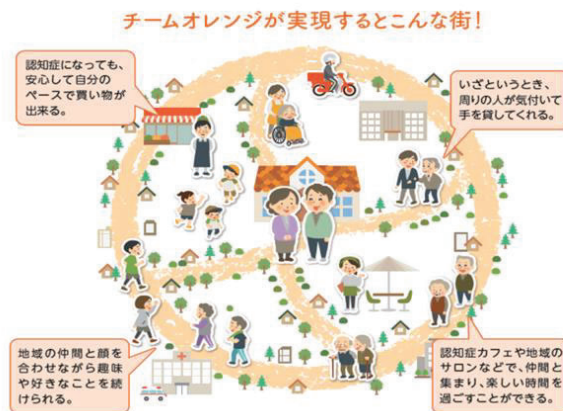 チームオレンジが実現するとこんな街！
認知症になっても、
安心して自分の
ペースで買い物が
出来る。
いざというとき、
周りの人が気付いて
手を貸してくれる。
地域の仲間と顔を
合わせながら趣味
や好きなことを続
けられる。
認知症カフェや地域の
サロンなどで、仲間と
集まり、楽しい時間を
過ごすことができる。